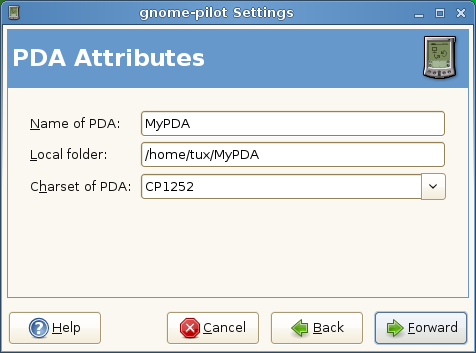 gnome-pilot Settings
PDA Attributes
Name of PDA: MyPDA
Local folder: /home/tux/MyPDA
Charset of PDA: CP1252
Help Cancel Back Forward